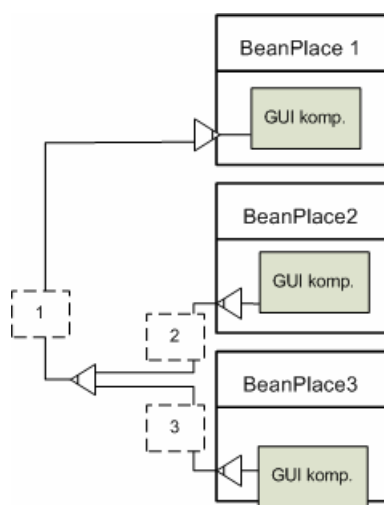 BeanPlace 1
GUI komp.
BeanPlace2
GUI komp.
1
2
BeanPlace3
3
GUI komp.